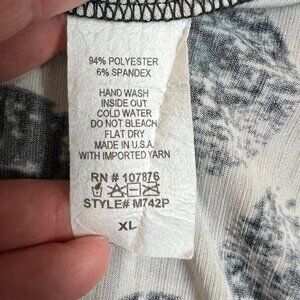 94% POLYESTER
6% SPANDEX
HAND WASH
INSIDE OUT
COLD WATER
DO NOT BLEACH
FLAT DRY
MADE IN U.S.A.
WITH IMPORTED YARN
RN # 107876
STYLE# M742P
XL